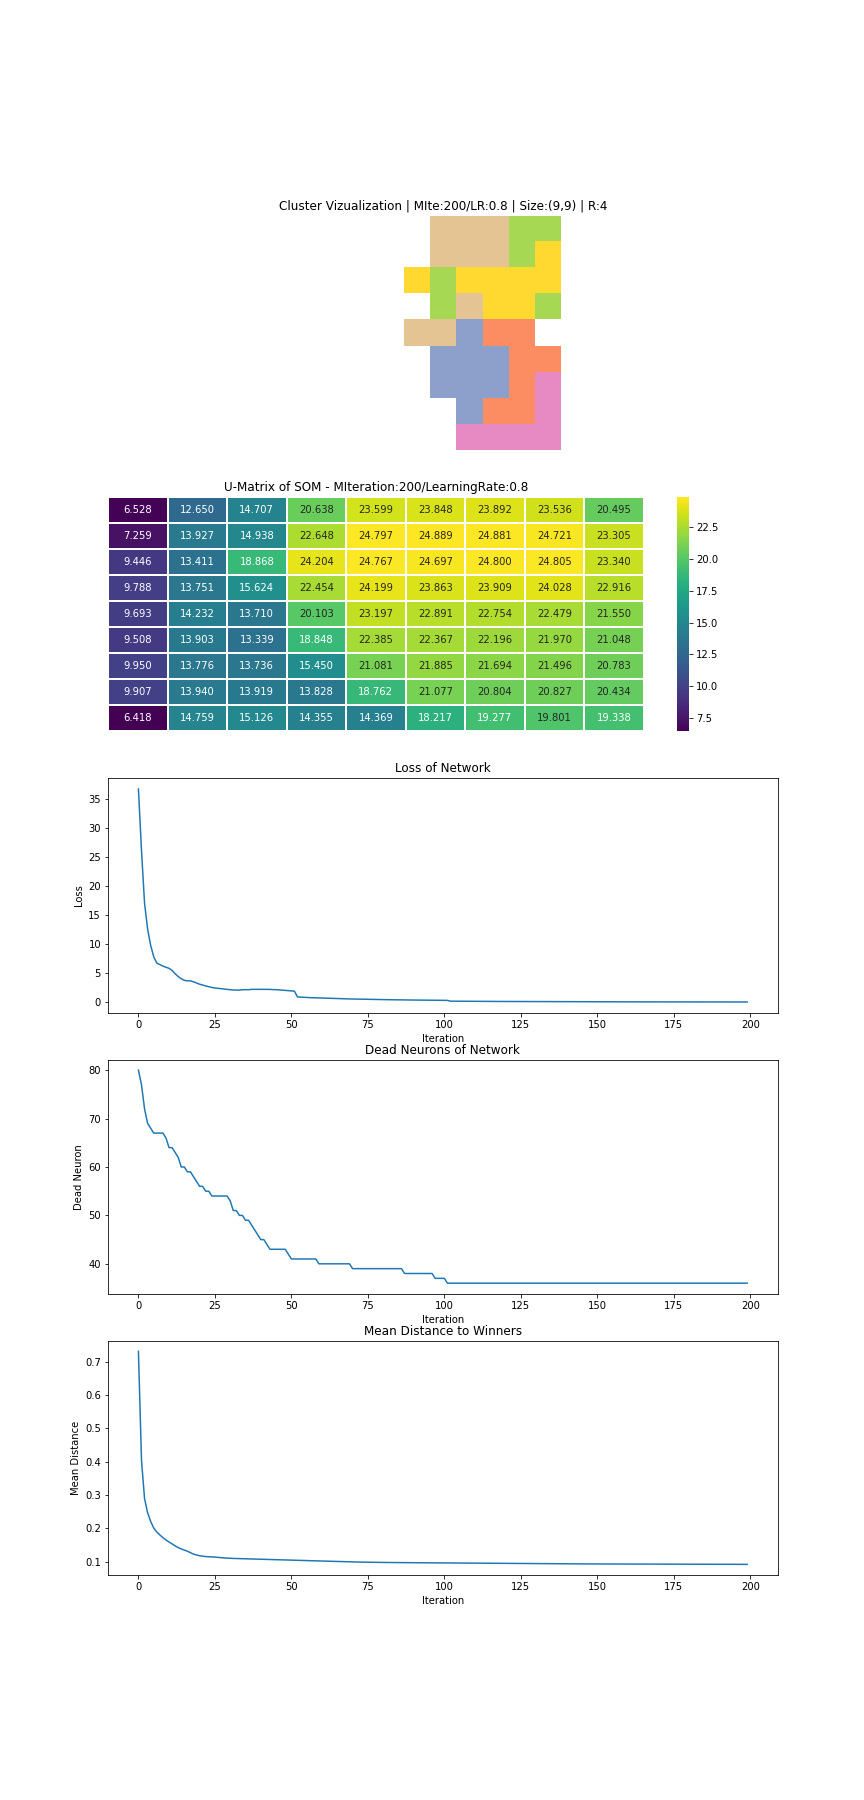 Cluster Vizualization | MIte:200/LR:0.8 | Size:(9,9) | R:4
U-Matrix of SOM - MIteration:200/LearningRate:0.8
6.528 12.650 14.707 20.638 23.599 23.848 23.892 23.536 20.495
7.259 13.927 14.938 22.648 24.797 24.889 24.881 24.721 23.305
9.446 13.411 18.868 24.204 24.767 24.697 24.800 24.805 23.340
9.788 13.751 15.624 22.454 24.199 23.863 23.909 24.028 22.916
9.693 14.232 13.710 20.103 23.197 22.891 22.754 22.479 21.550
9.508 13.903 13.339 18.848 22.385 22.367 22.196 21.970 21.048
9.950 13.776 13.736 15.450 21.081 21.885 21.694 21.496 20.783
9.907 13.940 13.919 13.828 18.762 21.077 20.804 20.827 20.434
6.418 14.759 15.126 14.355 14.369 18.217 19.277 19.801 19.338
22.5
20.0
17.5
15.0
12.5
10.0
7.5
Loss of Network
Loss
35
30
25
20
15
10
5
0
0 25 50 75 100 125 150 175 200
Iteration
Dead Neurons of Network
Dead Neuron
80
70
60
50
40
0 25 50 75 100 125 150 175 200
Iteration
Mean Distance to Winners
Mean Distance
0.7
0.6
0.5
0.4
0.3
0.2
0.1
0 25 50 75 100 125 150 175 200
Iteration